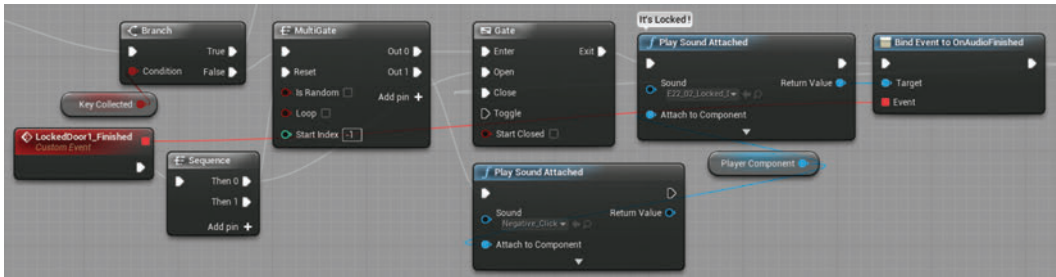 Branch
True
Condition
False
Key Collected
LockedDoor1_Finished
Custom Event
Sequence
Then 0
Then 1
Add pin +
MultiGate
Out 0
Reset
Out 1
Is Random
Add pin +
Loop
Start Index -1
Gate
Enter
Exit
Open
Close
Toggle
Start Closed
It's Locked !
Play Sound Attached
Sound
Return Value
Attach to Component
Play Sound Attached
Sound
Return Value
Negative_Click
Attach to Component
Player Component
Bind Event to OnAudioFinished
Target
Event